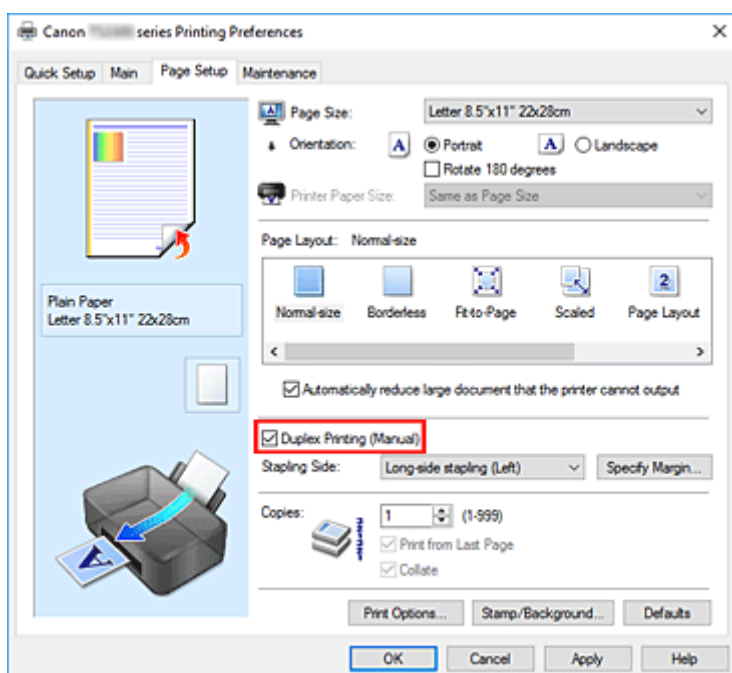 Canon series Printing Preferences
Quick Setup Main Page Setup Maintenance
Page Size: Letter 8.5"x11" 22x28cm
Orientation: A Portrait A Landscape
Rotate 180 degrees
Printer Paper Size: Same as Page Size
Page Layout: Normal-size
2
Normal-size Borderless Fit-to-Page Scaled Page Layout
Plain Paper
Letter 8.5"x11" 22x28cm
Automatically reduce large document that the printer cannot output
Duplex Printing (Manual)
Stapling Side: Long-side stapling (Left) Specify Margin...
Copies: 1 (1-999)
Print from Last Page
Collate
A
Print Options... Stamp/Background... Defaults
OK Cancel Apply Help